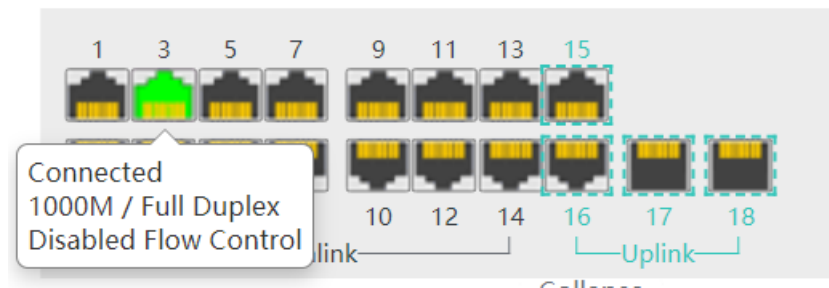 1 3 5 7 9 11 13 15
Connected
1000M / Full Duplex
Disabled Flow Control
10 12 14 16 17 18
Uplink